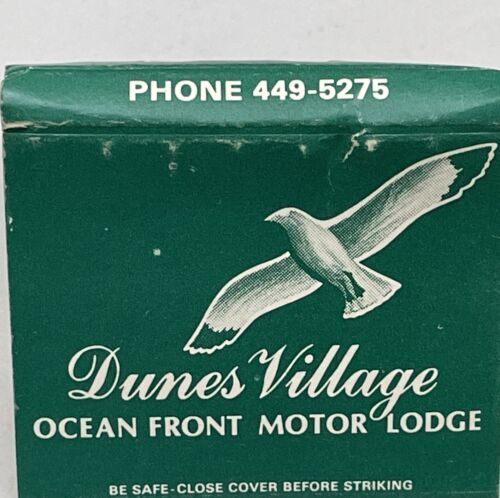 PHONE 449-5275
Dunes Village
OCEAN FRONT MOTOR LODGE
BE SAFE-CLOSE COVER BEFORE STRIKING